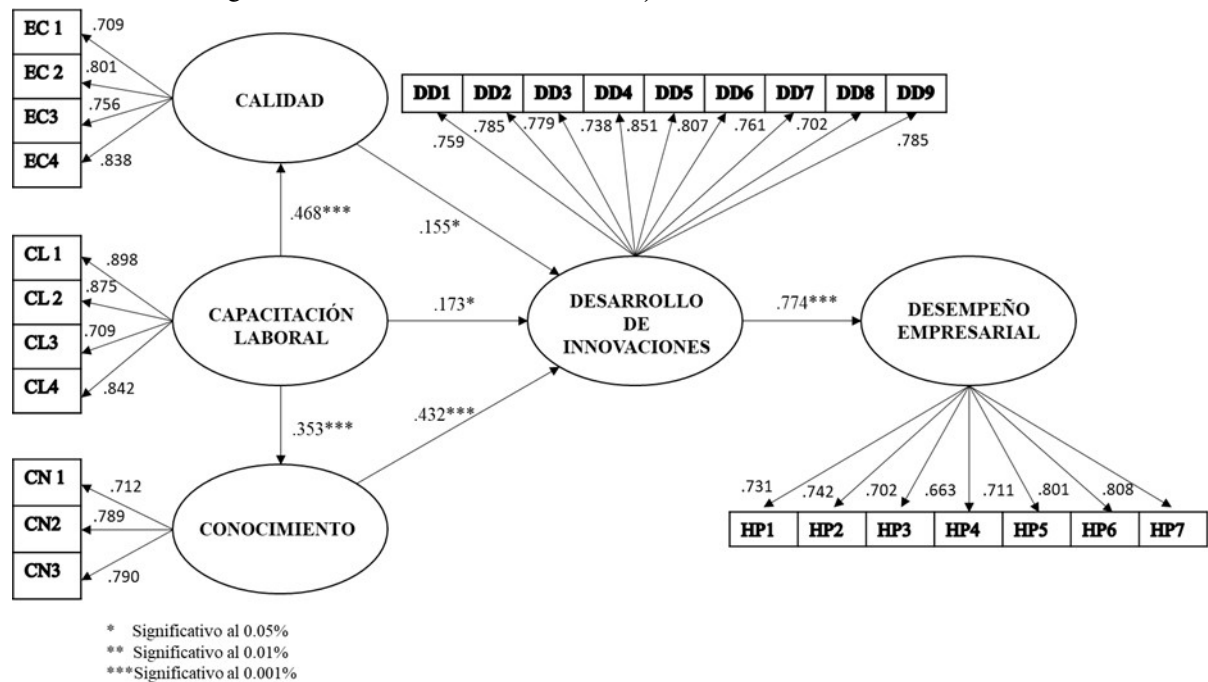 EC 1
.709
EC 2
.801
EC3
.756
EC4
.838
CALIDAD
DD1 DD2 DD3 DD4 DD5 DD6 DD7 DD8 DD9
.759 .785 .779 .738 .851 .807 .761 .702 .785
.468***
.155*
CL 1
.898
CL 2
.875
CL3
.709
CL4
.842
CAPACITACIÓN
LABORAL
.173*
DESARROLLO
DE
INNOVACIONES
.774***
DESEMPEÑO
EMPRESARIAL
.353***
.432***
CN 1
.712
CN2
.789
CN3
.790
CONOCIMIENTO
.731 .742 .702 .663 .711 .801 .808
HP1 HP2 HP3 HP4 HP5 HP6 HP7
* Significativo al 0.05%
** Significativo al 0.01%
***Significativo al 0.001%